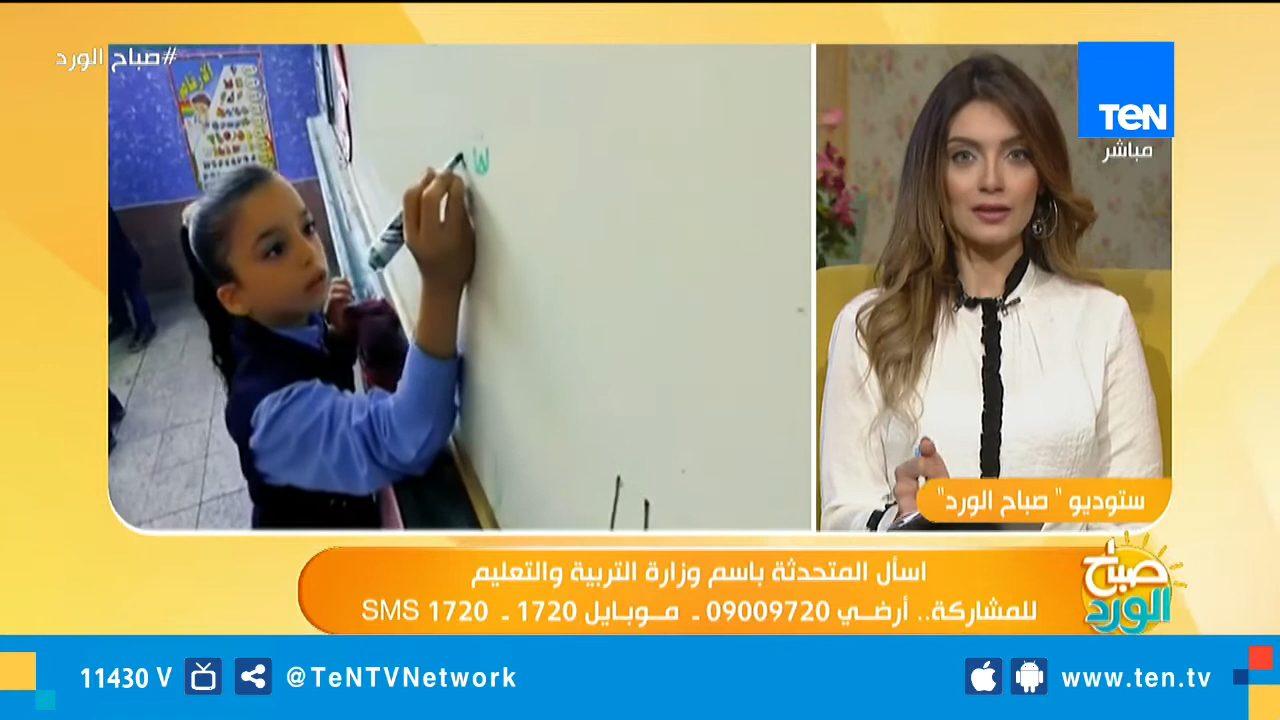 #صباح الورد
الأرقام
W
TEN
مباشر
ستوديو " صباح الورد"
صباح الورد
اسأل المتحدثة باسم وزارة التربية والتعليم
للمشاركة.. أرضي 09009720 ـ موبايل 1720 ـ SMS 1720
11430 V
@TeNTVNetwork
www.ten.tv